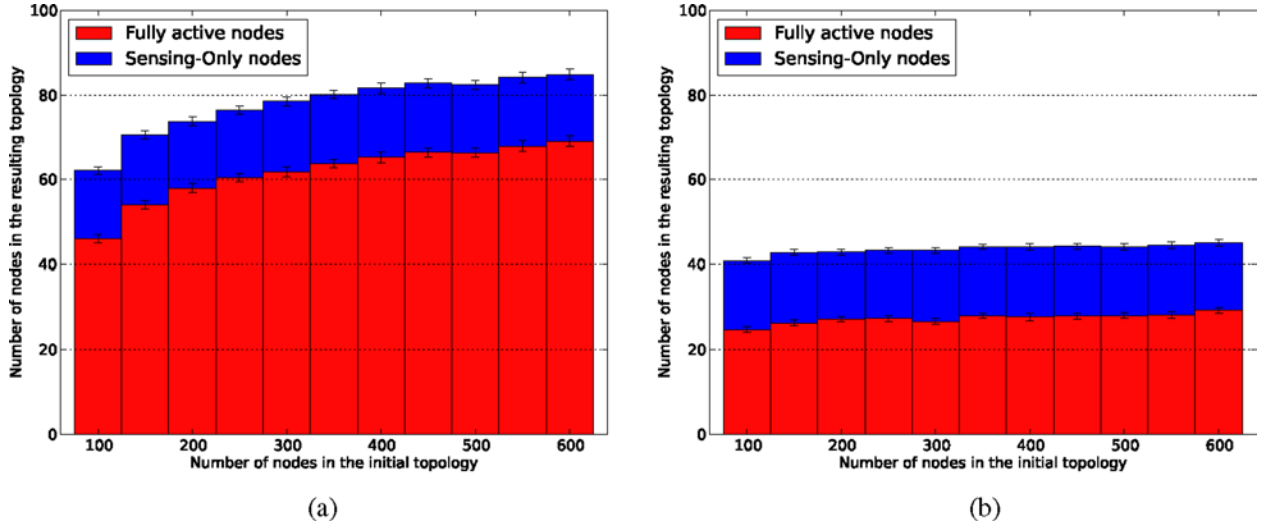 100
Fully active nodes
Sensing-Only nodes
80
60
40
20
0
Number of nodes in the resulting topology
100 200 300 400 500 600
Number of nodes in the initial topology
(a)
100
Fully active nodes
Sensing-Only nodes
80
60
40
20
0
Number of nodes in the resulting topology
100 200 300 400 500 600
Number of nodes in the initial topology
(b)